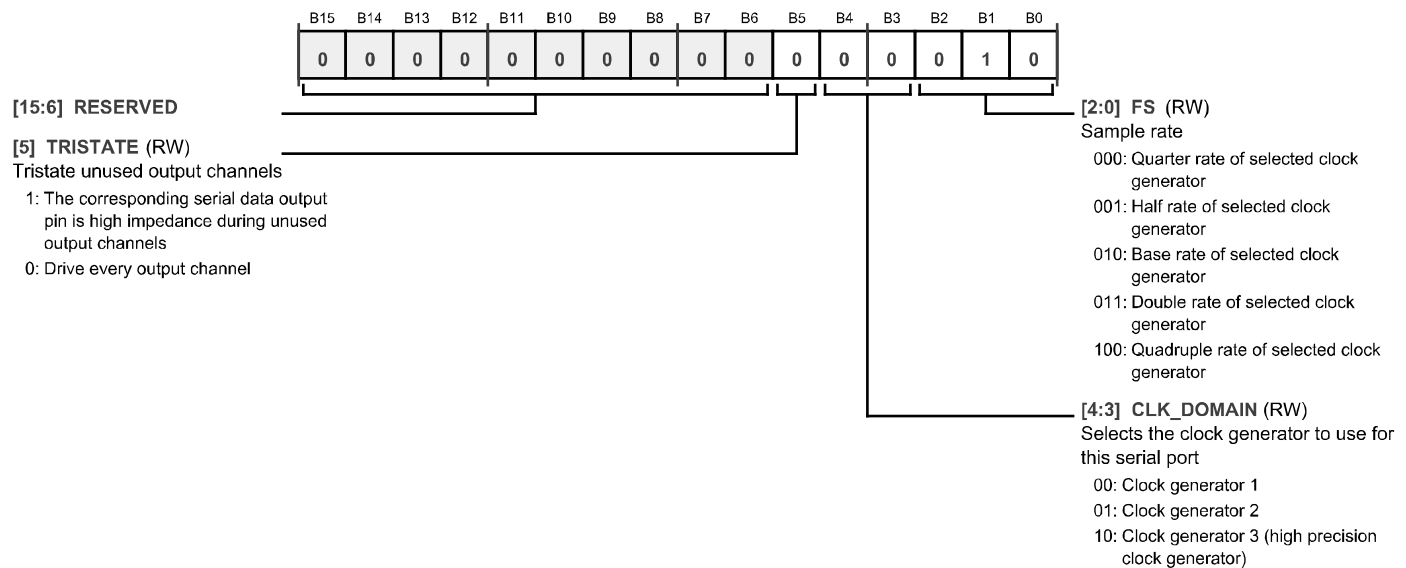 B15 B14 B13 B12 B11 B10 B9 B8 B7 B6 B5 B4 B3 B2 B1 B0
0 0 0 0 0 0 0 0 0 0 0 0 0 0 1 0
[15:6] RESERVED
[5] TRISTATE (RW)
Tristate unused output channels
1: The corresponding serial data output
pin is high impedance during unused
output channels
0: Drive every output channel
[2:0] FS (RW)
Sample rate
000: Quarter rate of selected clock
generator
001: Half rate of selected clock
generator
010: Base rate of selected clock
generator
011: Double rate of selected clock
generator
100: Quadruple rate of selected clock
generator
[4:3] CLK_DOMAIN (RW)
Selects the clock generator to use for
this serial port
00: Clock generator 1
01: Clock generator 2
10: Clock generator 3 (high precision
clock generator)